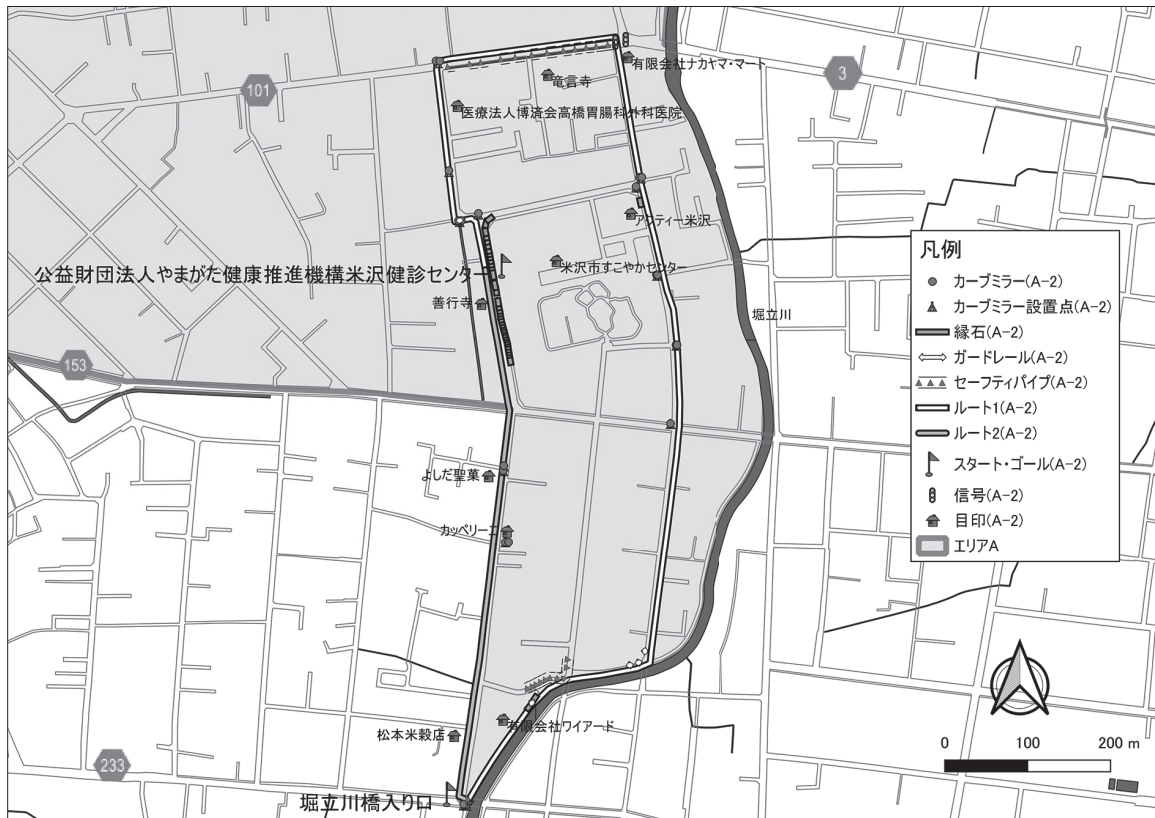 101
3
有限会社ナカヤマ・マート
竜言寺
医療法人博済会高橋胃腸科外科医院
アクティー米沢
公益財団法人やまがた健康推進機構米沢健診センター
米沢市すこやかセンター
善行寺
堀立川
153
よしだ聖菓
カッペリーニ
有限会社ワイアード
松本米穀店
233
堀立川橋入り口
凡例
カーブミラー(A-2)
カーブミラー設置点(A-2)
縁石(A-2)
ガードレール(A-2)
セーフティパイプ(A-2)
ルート1(A-2)
ルート2(A-2)
スタート・ゴール(A-2)
信号(A-2)
目印(A-2)
エリアA
0 100 200 m